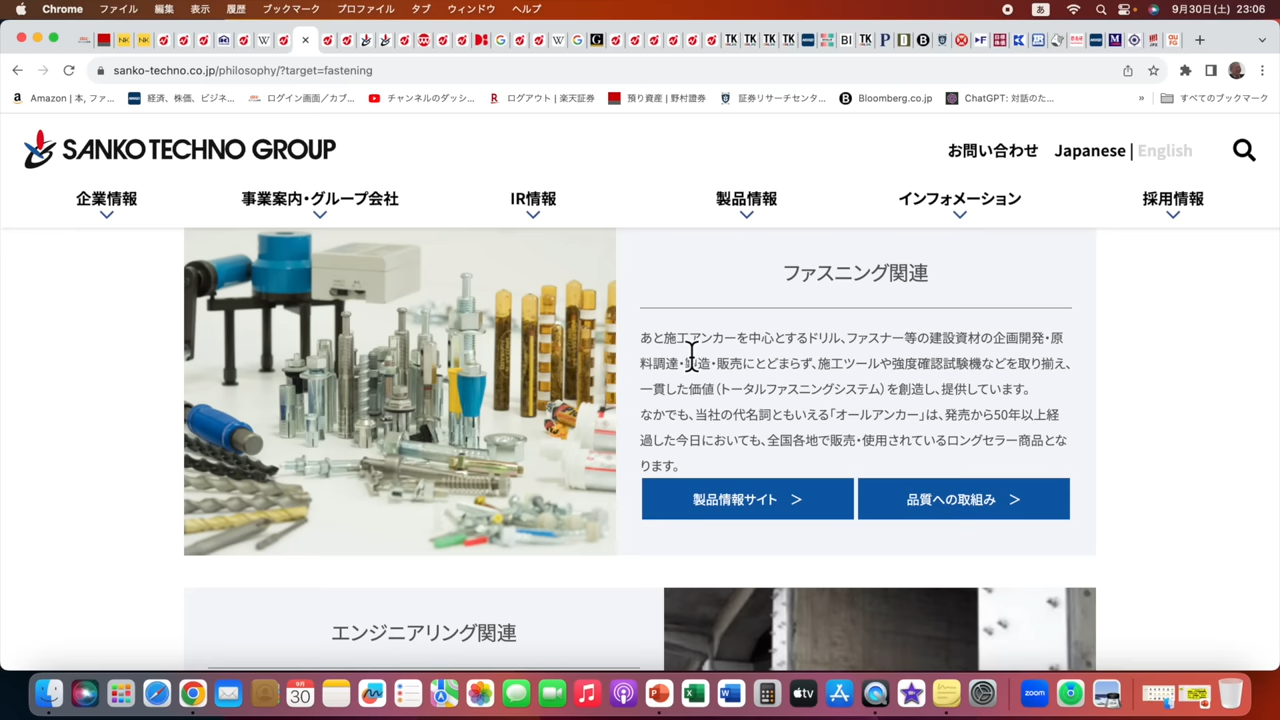 Chrome ファイル 編集 表示 履歴 ブックマーク プロファイル タブ ウィンドウ ヘルプ あ 9月30日(土) 23:06
sanko-techno.co.jp/philosophy/?target=fastening
Amazon | 本, ファ... 経済、株価、ビジネ... ログイン画面／カブ... チャンネルのダッシ... ログアウト | 楽天証券 預り資産 | 野村證券 証券リサーチセンタ... Bloomberg.co.jp ChatGPT: 対話のた... » すべてのブックマーク
SANKO TECHNO GROUP
お問い合わせ Japanese | English
企業情報 事業案内・グループ会社 IR情報 製品情報 インフォメーション 採用情報
ファスニング関連
あと施工アンカーを中心とするドリル、ファスナー等の建設資材の企画開発・原
料調達・製造・販売にとどまらず、施工ツールや強度確認試験機などを取り揃え、
一貫した価値（トータルファスニングシステム）を創造し、提供しています。
なかでも、当社の代名詞ともいえる「オールアンカー」は、発売から50年以上経
過した今日においても、全国各地で販売・使用されているロングセラー商品とな
ります。
製品情報サイト ＞ 品質への取組み ＞
エンジニアリング関連
9月
30
zoom